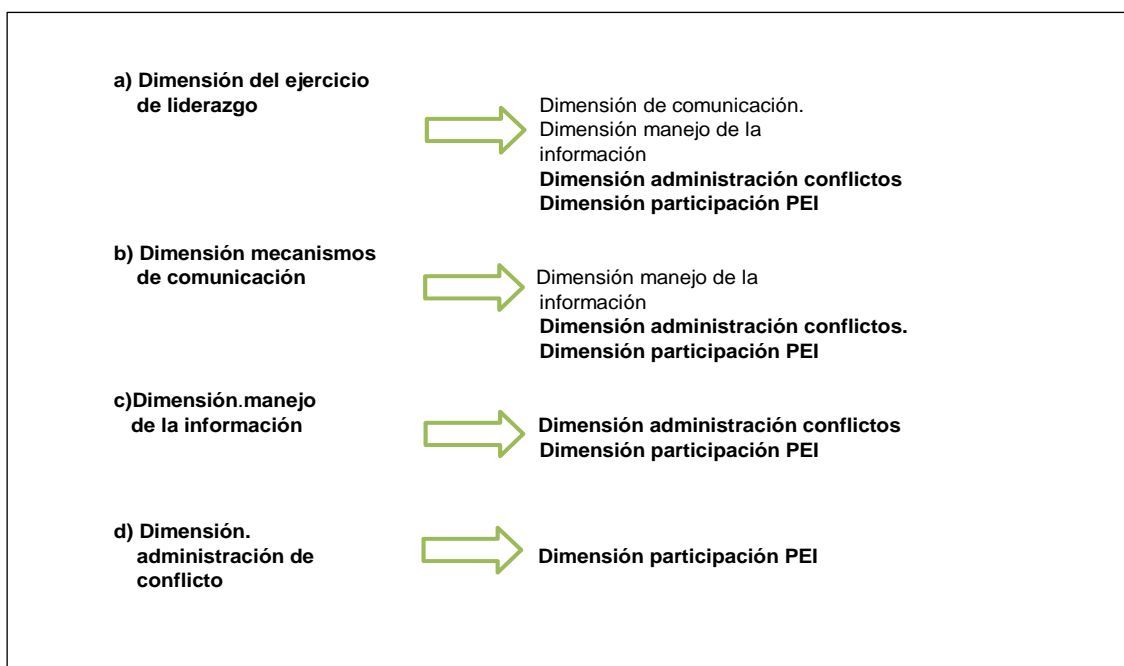 a) Dimensión del ejercicio
de liderazgo
Dimensión de comunicación.
Dimensión manejo de la
información
Dimensión administración conflictos
Dimensión participación PEI
b) Dimensión mecanismos
de comunicación
Dimensión manejo de la
información
Dimensión administración conflictos.
Dimensión participación PEI
c)Dimensión.manejo
de la información
Dimensión administración conflictos
Dimensión participación PEI
d) Dimensión.
administración de
conflicto
Dimensión participación PEI